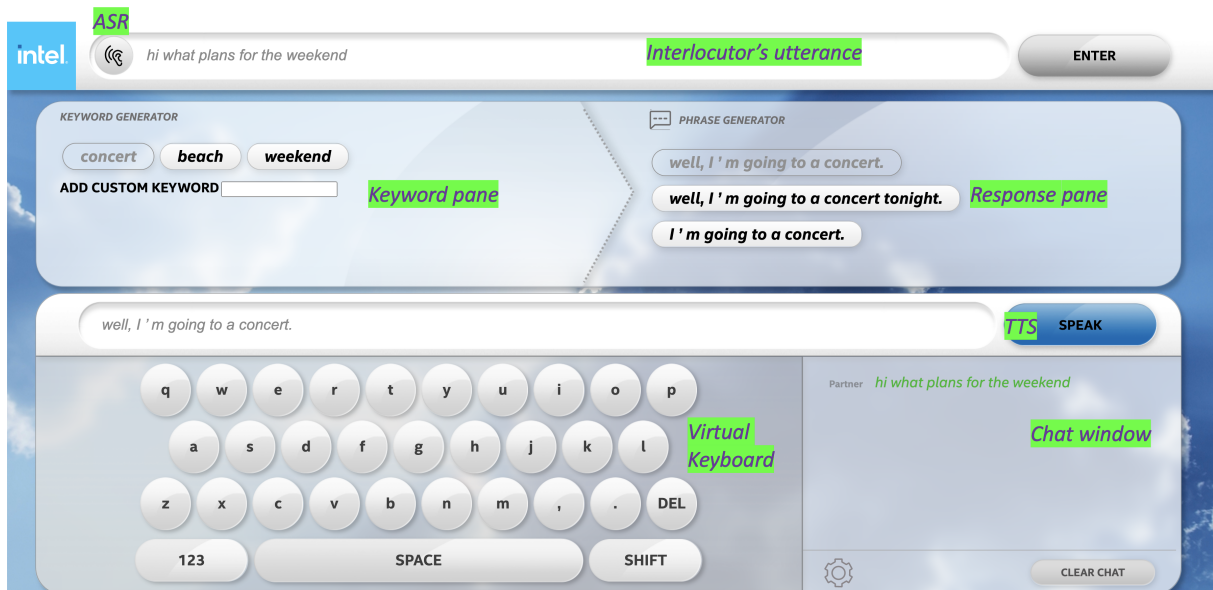 ASR
intel.
hi what plans for the weekend
Interlocutor's utterance
ENTER
KEYWORD GENERATOR
concert beach weekend
ADD CUSTOM KEYWORD
Keyword pane
PHRASE GENERATOR
well, I ' m going to a concert.
well, I ' m going to a concert tonight.
Response pane
I ' m going to a concert.
well, I ' m going to a concert.
TTS SPEAK
q w e r t y u i o p
a s d f g h j k l
z x c v b n m , . DEL
123 SPACE SHIFT
Virtual
Keyboard
Partner hi what plans for the weekend
Chat window
CLEAR CHAT